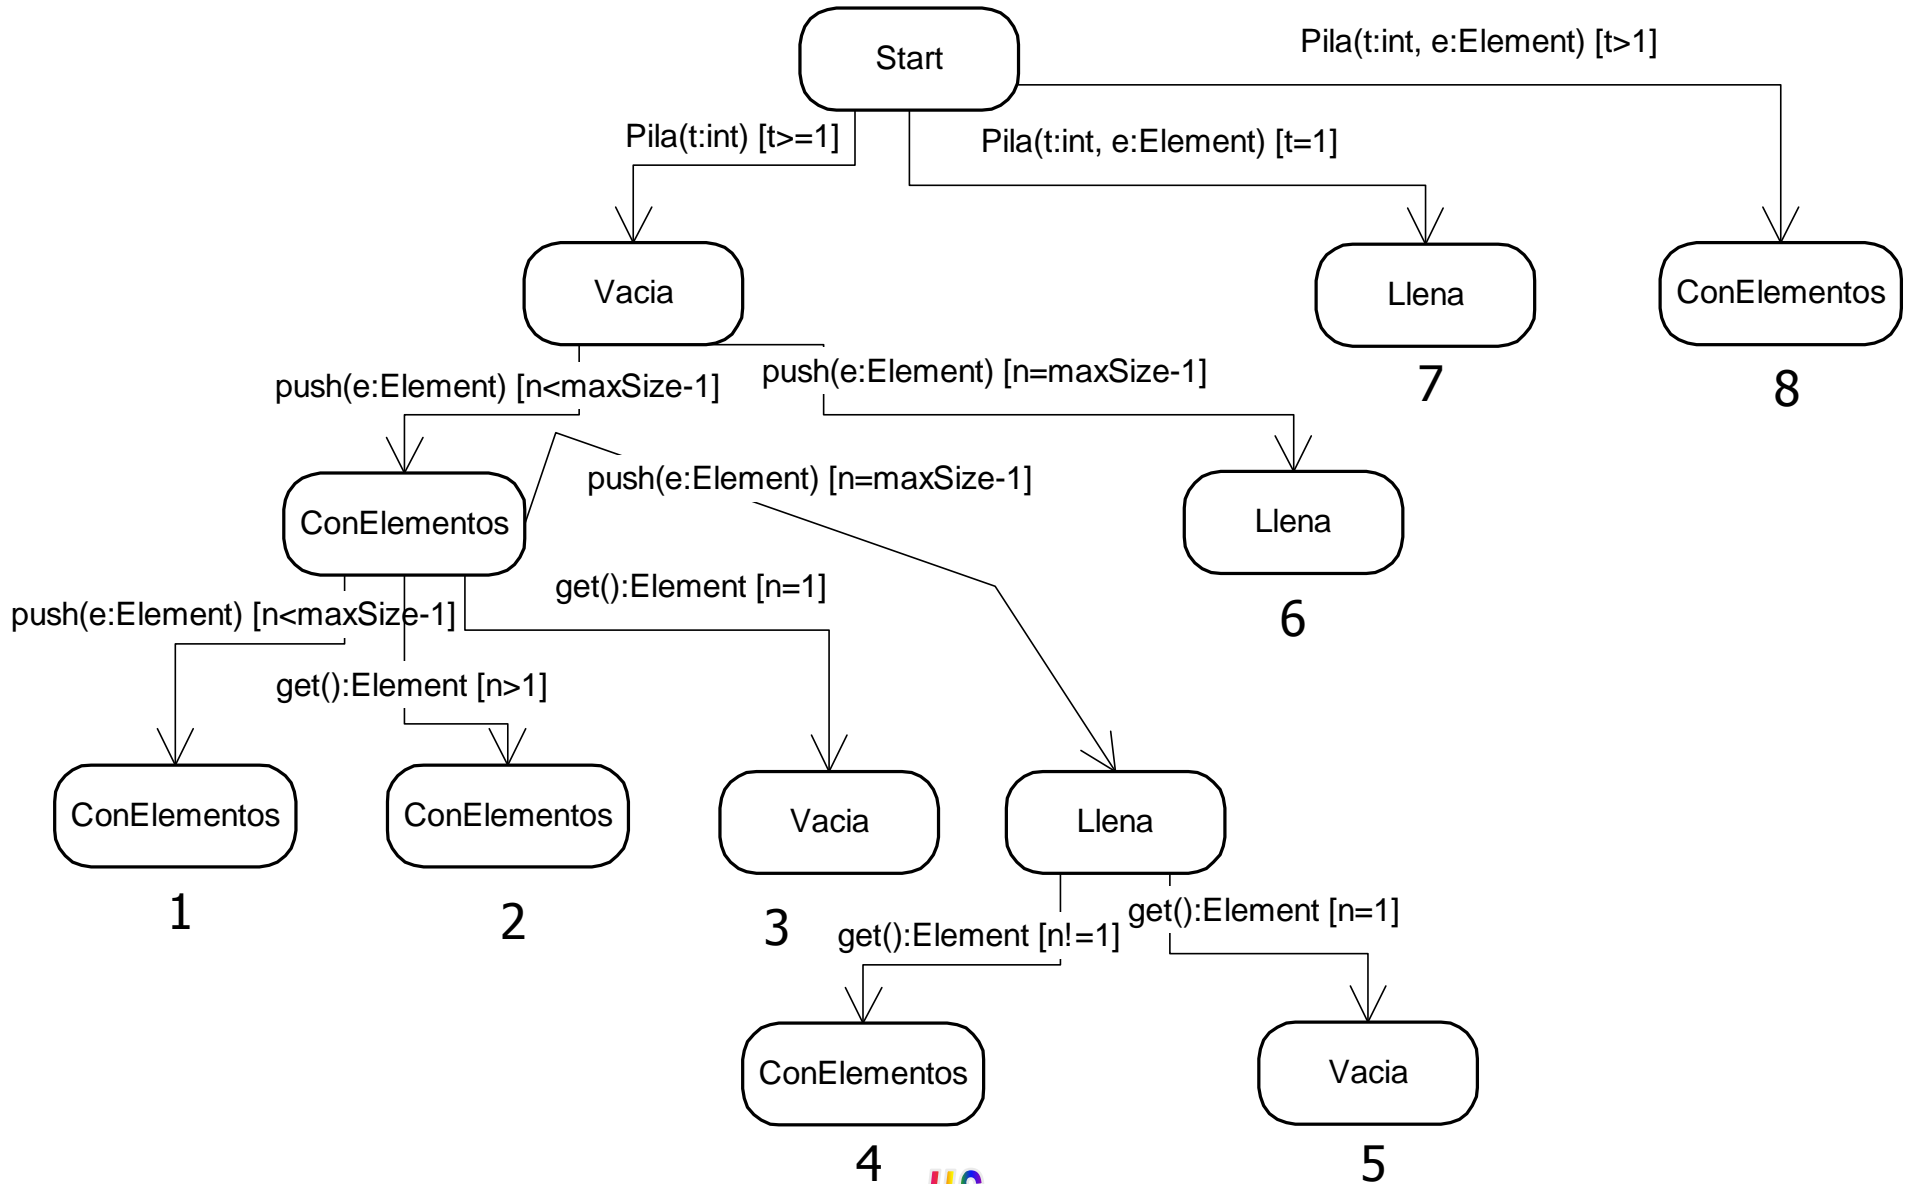 Start
Pila(t:int, e:Element) [t>1]
Pila(t:int) [t>=1]
Pila(t:int, e:Element) [t=1]
Vacia
Llena
ConElementos
7
8
push(e:Element) [n<maxSize-1]
push(e:Element) [n=maxSize-1]
push(e:Element) [n=maxSize-1]
ConElementos
Llena
6
get():Element [n=1]
push(e:Element) [n<maxSize-1]
get():Element [n>1]
ConElementos
ConElementos
Vacia
Llena
1
2
3
get():Element [n!=1]
get():Element [n=1]
ConElementos
Vacia
4
5